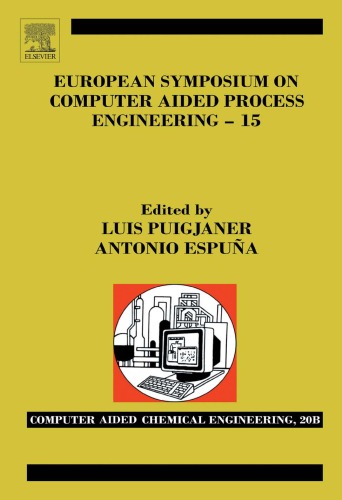 ELSEVIER
EUROPEAN SYMPOSIUM ON
COMPUTER AIDED PROCESS
ENGINEERING – 15
Edited by
LUIS PUIGJANER
ANTONIO ESPUÑA
COMPUTER AIDED CHEMICAL ENGINEERING, 20B